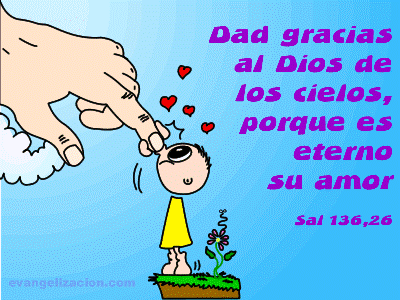 Dad gracias
al Dios de
los cielos,
porque es
eterno
su amor
Sal 136,26
evangelizacion.com